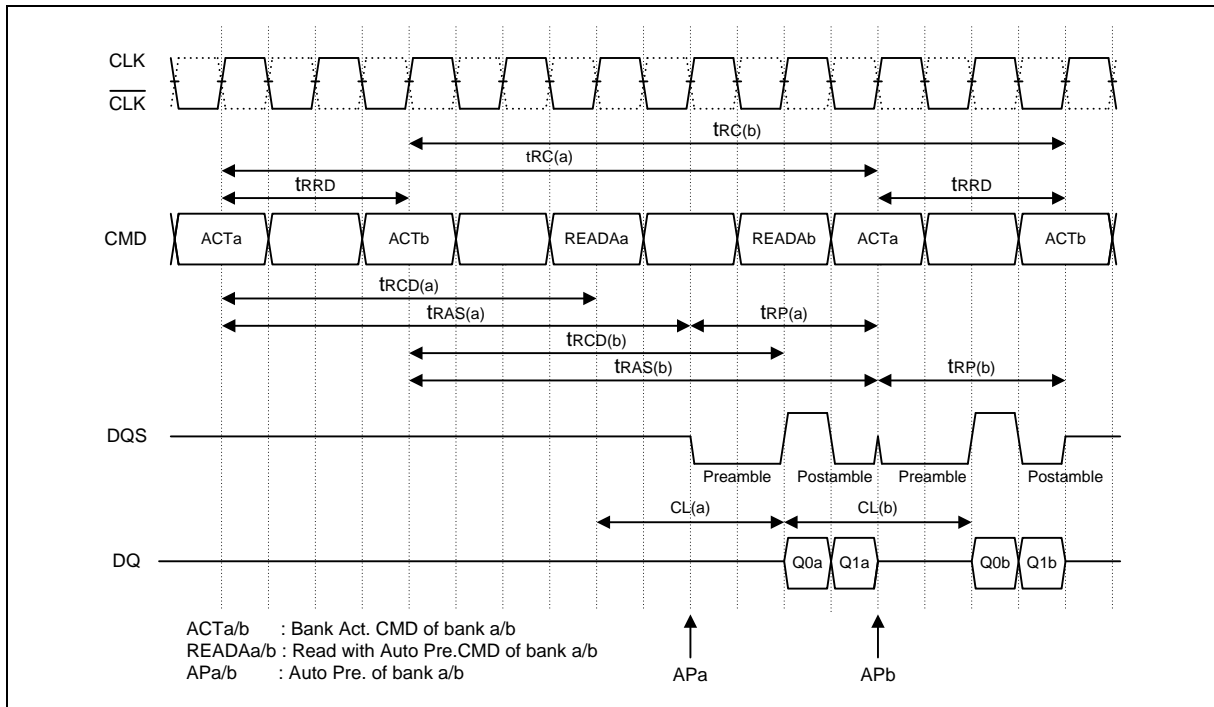 CLK
CLK
tRC(b)
tRC(a)
tRRD tRRD
CMD ACTa ACTb READAa READAb ACTa ACTb
tRCD(a)
tRAS(a) tRP(a)
tRCD(b)
tRAS(b) tRP(b)
DQS
Preamble Postamble Preamble Postamble
CL(a) CL(b)
DQ Q0a Q1a Q0b Q1b
ACTa/b : Bank Act. CMD of bank a/b
READAa/b : Read with Auto Pre.CMD of bank a/b
APa/b : Auto Pre. of bank a/b
APa APb